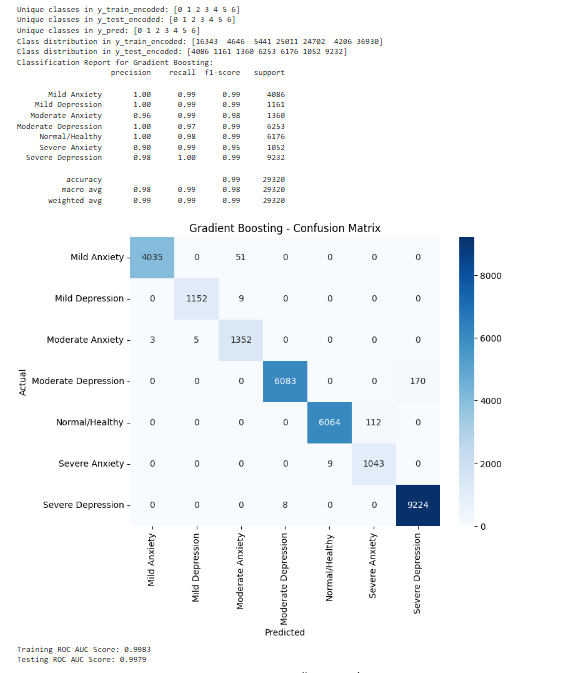 Unique classes in y_train_encoded: [0 1 2 3 4 5 6]
Unique classes in y_test_encoded: [0 1 2 3 4 5 6]
Unique classes in y_pred: [0 1 2 3 4 5 6]
Class distribution in y_train_encoded: [16343 4646 5441 25011 24702 4206 36930]
Class distribution in y_test_encoded: [4086 1161 1360 6253 6176 1052 9232]
Classification Report for Gradient Boosting:
precision recall f1-score support
Mild Anxiety 1.00 0.99 0.99 4086
Mild Depression 1.00 0.99 0.99 1161
Moderate Anxiety 0.96 0.99 0.98 1360
Moderate Depression 1.00 0.97 0.99 6253
Normal/Healthy 1.00 0.98 0.99 6176
Severe Anxiety 0.90 0.99 0.95 1052
Severe Depression 0.98 1.00 0.99 9232
accuracy 0.99 29320
macro avg 0.98 0.99 0.98 29320
weighted avg 0.99 0.99 0.99 29320
Gradient Boosting - Confusion Matrix
Mild Anxiety 4035 0 51 0 0 0 0
Mild Depression 0 1152 9 0 0 0 0
Moderate Anxiety 3 5 1352 0 0 0 0
Moderate Depression 0 0 0 6083 0 0 170
Normal/Healthy 0 0 0 0 6064 112 0
Severe Anxiety 0 0 0 0 9 1043 0
Severe Depression 0 0 0 8 0 0 9224
Actual
Mild Anxiety
Mild Depression
Moderate Anxiety
Moderate Depression
Normal/Healthy
Severe Anxiety
Severe Depression
Predicted
8000
6000
4000
2000
0
Training ROC AUC Score: 0.9983
Testing ROC AUC Score: 0.9979